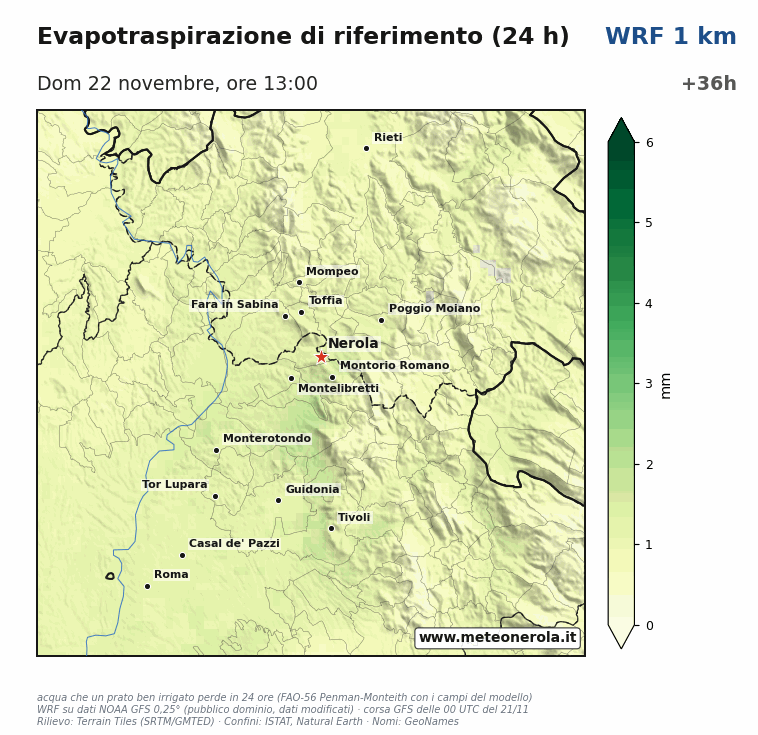 Evapotraspirazione di riferimento (24 h) WRF 1 km
Dom 22 novembre, ore 13:00 +36h
Rieti
Mompeo
Toffia
Fara in Sabina
Poggio Moiano
Nerola
Montorio Romano
Montelibretti
Monterotondo
Tor Lupara
Guidonia
Tivoli
Casal de' Pazzi
Roma
www.meteonerola.it
6
5
4
3
2
1
0
mm
acqua che un prato ben irrigato perde in 24 ore (FAO-56 Penman-Monteith con i campi del modello)
WRF su dati NOAA GFS 0,25° (pubblico dominio, dati modificati) · corsa GFS delle 00 UTC del 21/11
Rilievo: Terrain Tiles (SRTM/GMTED) · Confini: ISTAT, Natural Earth · Nomi: GeoNames